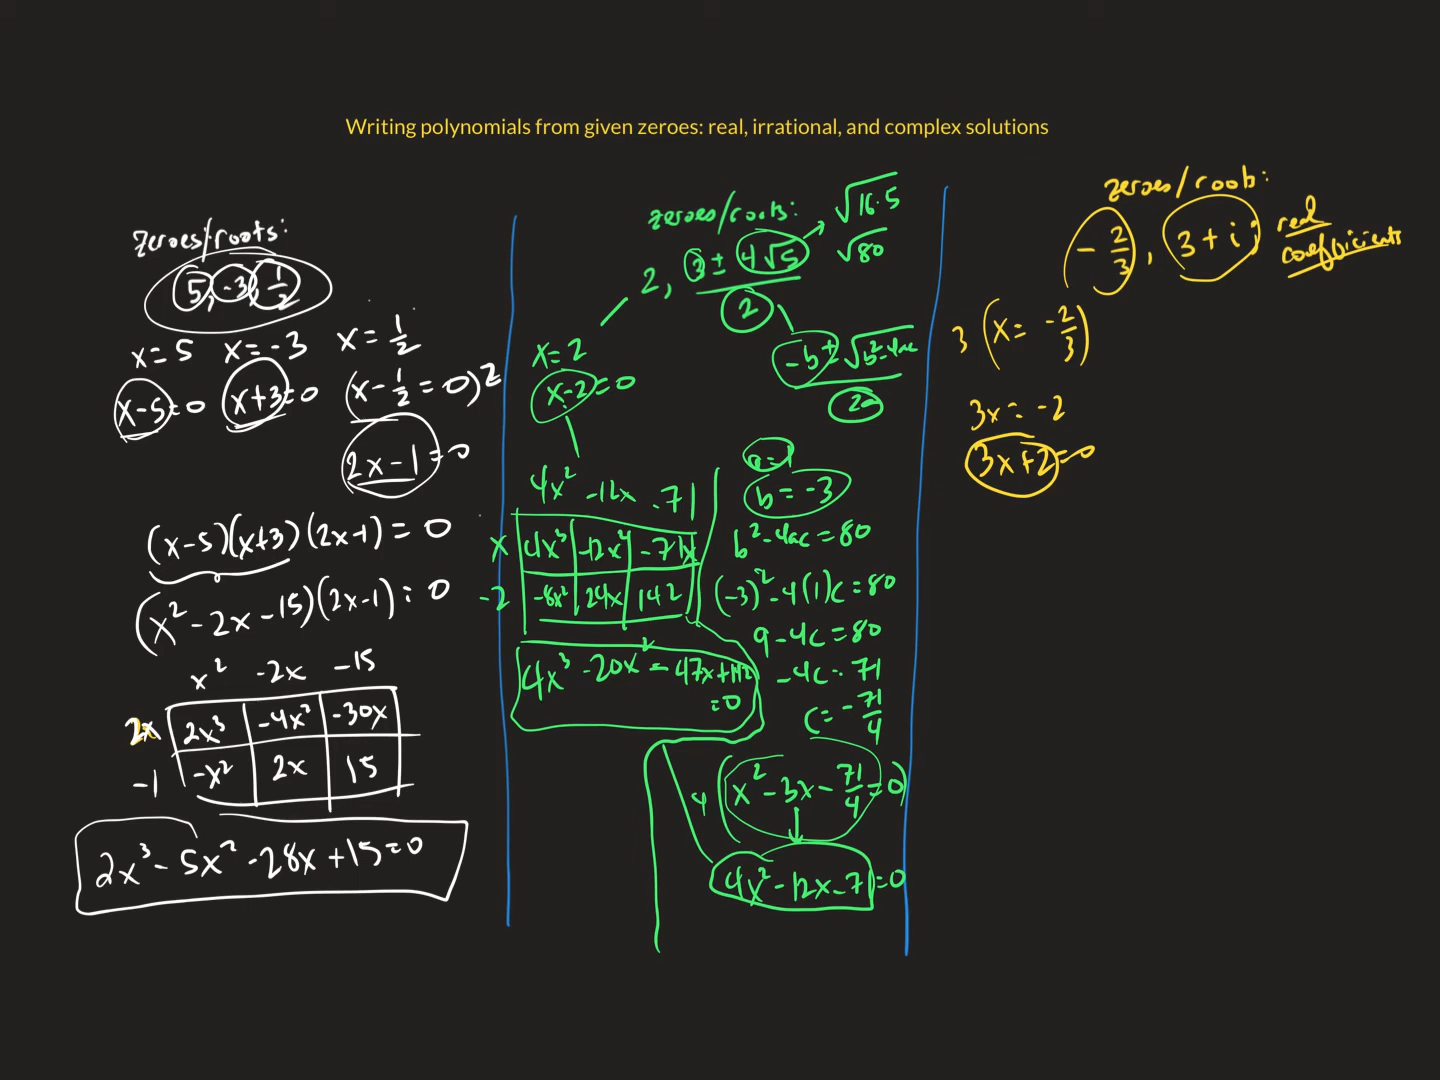 Writing polynomials from given zeroes: real, irrational, and complex solutions
zeroes/roots:
5, -3, 1/2
x = 5   x = -3   x = 1/2
x-5 = 0   x+3 = 0   (x - 1/2 = 0)2
2x-1 = 0
(x-5)(x+3)(2x-1) = 0
(x² - 2x - 15)(2x-1) = 0
x²   -2x   -15
2x   2x³   -4x²   -30x
-1   -x²   2x   15
2x³ - 5x² - 28x + 15 = 0
zeroes/roots:
√16·5
√80
2, (3 ± 4√5)/2
x = 2
x-2 = 0
(-b ± √b²-4ac)/2a
4x²   -12x   -71
x   4x³   -12x²   -71x
-2   -8x²   24x   142
4x³ - 20x² - 47x + 142
= 0
a = 1
b = -3
b² - 4ac = 80
(-3)² - 4(1)c = 80
9 - 4c = 80
-4c = 71
c = -71/4
4(x² - 3x - 71/4 = 0)
4x² - 12x - 71 = 0
zeroes/roots:
-2/3, 3 + i; real
coefficients
3(x = -2/3)
3x = -2
3x+2 = 0